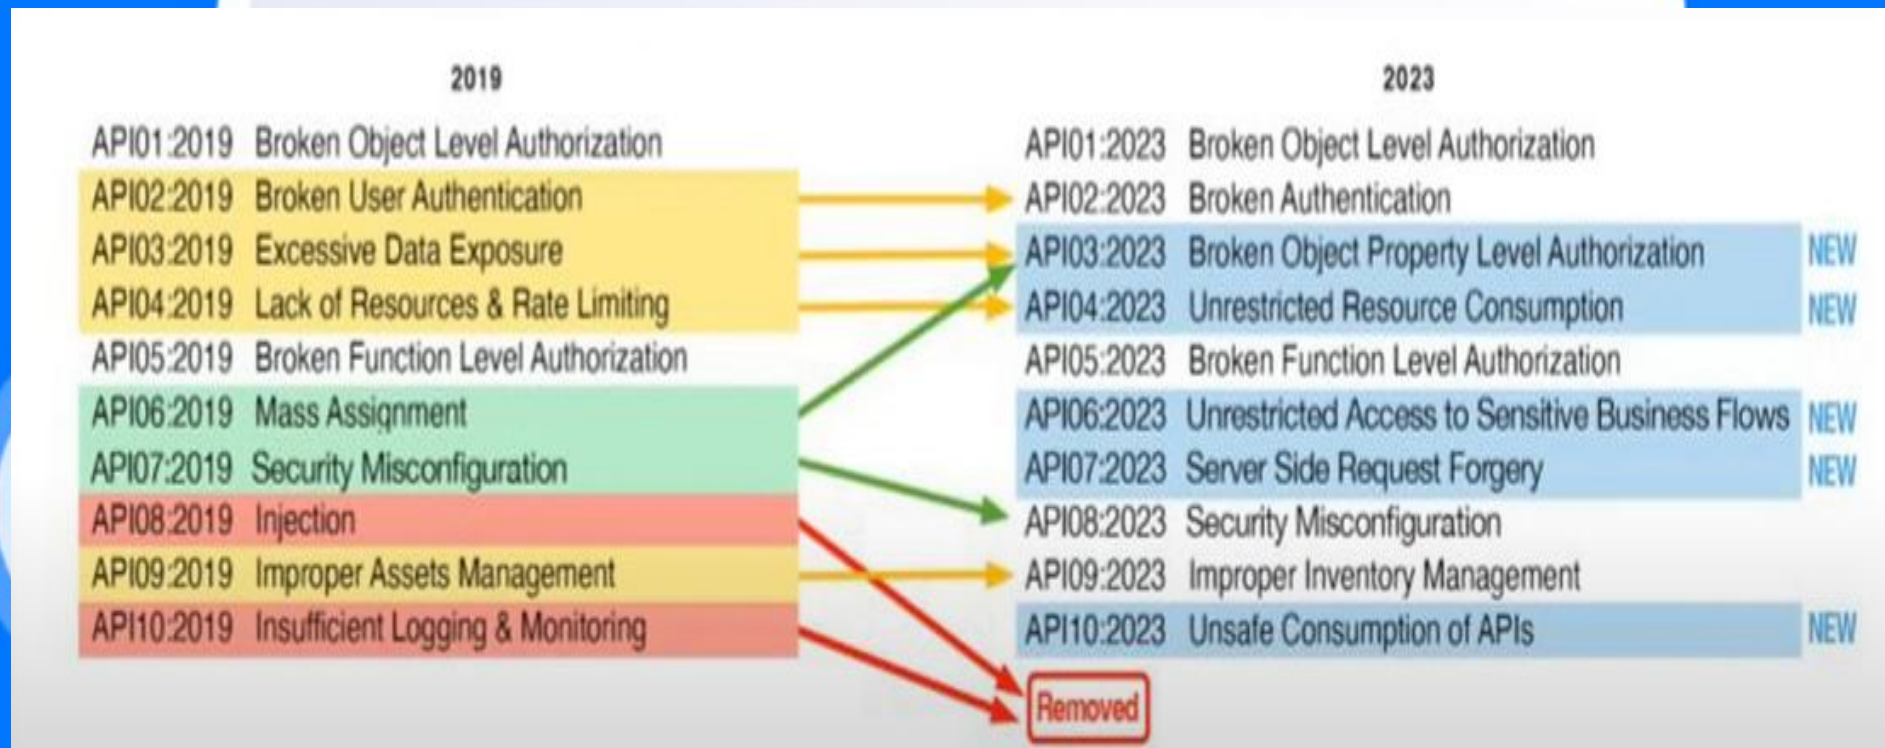 2019
API01:2019 Broken Object Level Authorization
API02:2019 Broken User Authentication
API03:2019 Excessive Data Exposure
API04:2019 Lack of Resources & Rate Limiting
API05:2019 Broken Function Level Authorization
API06:2019 Mass Assignment
API07:2019 Security Misconfiguration
API08:2019 Injection
API09:2019 Improper Assets Management
API10:2019 Insufficient Logging & Monitoring
2023
API01:2023 Broken Object Level Authorization
API02:2023 Broken Authentication
API03:2023 Broken Object Property Level Authorization NEW
API04:2023 Unrestricted Resource Consumption NEW
API05:2023 Broken Function Level Authorization
API06:2023 Unrestricted Access to Sensitive Business Flows NEW
API07:2023 Server Side Request Forgery NEW
API08:2023 Security Misconfiguration
API09:2023 Improper Inventory Management
API10:2023 Unsafe Consumption of APIs NEW
Removed